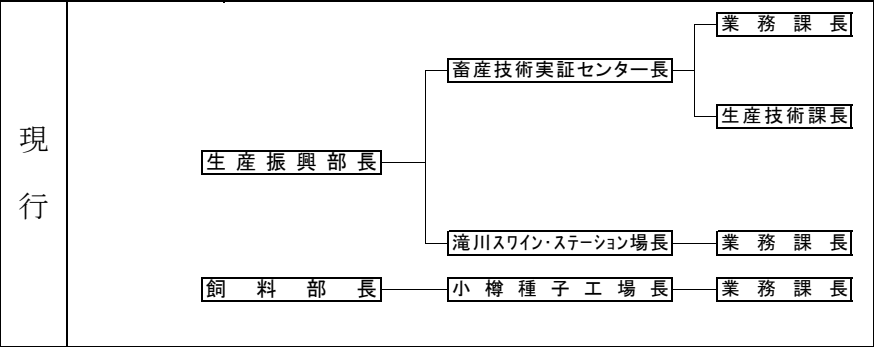 現行
業務課長
畜産技術実証センター長
生産技術課長
生産振興部長
滝川スワイン・ステーション場長
業務課長
飼料部長
小樽種子工場長
業務課長